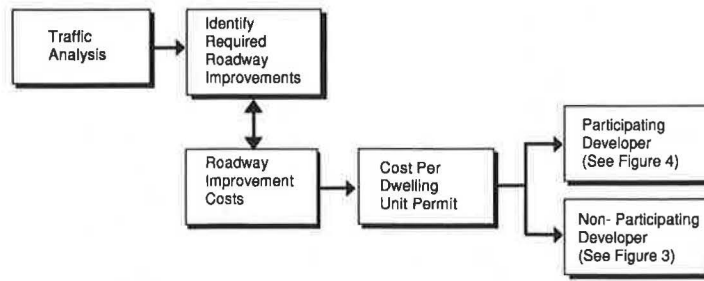 Traffic
Analysis
Identify
Required
Roadway
Improvements
Roadway
Improvement
Costs
Cost Per
Dwelling
Unit Permit
Participating
Developer
(See Figure 4)
Non- Participating
Developer
(See Figure 3)